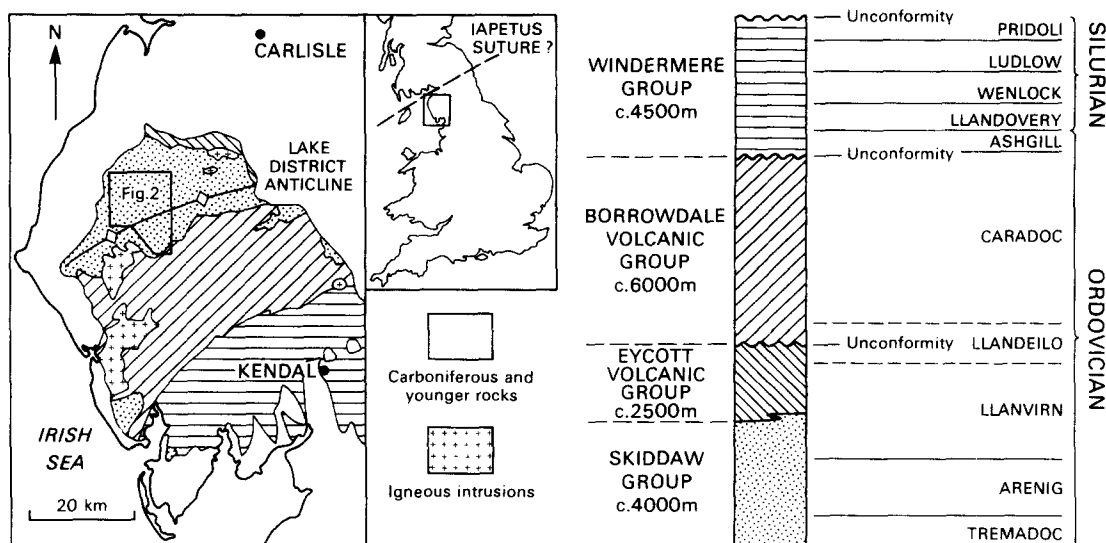 N
CARLISLE
LAKE
DISTRICT
ANTICLINE
Fig.2
KENDAL
IRISH
SEA
20 km
IAPETUS
SUTURE ?
Carboniferous and
younger rocks
Igneous intrusions
WINDERMERE
GROUP
c.4500m
BORROWDALE
VOLCANIC
GROUP
c.6000m
EYCOTT
VOLCANIC
GROUP
c.2500m
SKIDDAW
GROUP
c.4000m
Unconformity
PRIDOLI
LUDLOW
WENLOCK
LLANDOVERY
ASHGILL
Unconformity
CARADOC
Unconformity
LLANDEILO
LLANVIRN
ARENIG
TREMADOC
SILLURIAN
ORDOVICIAN